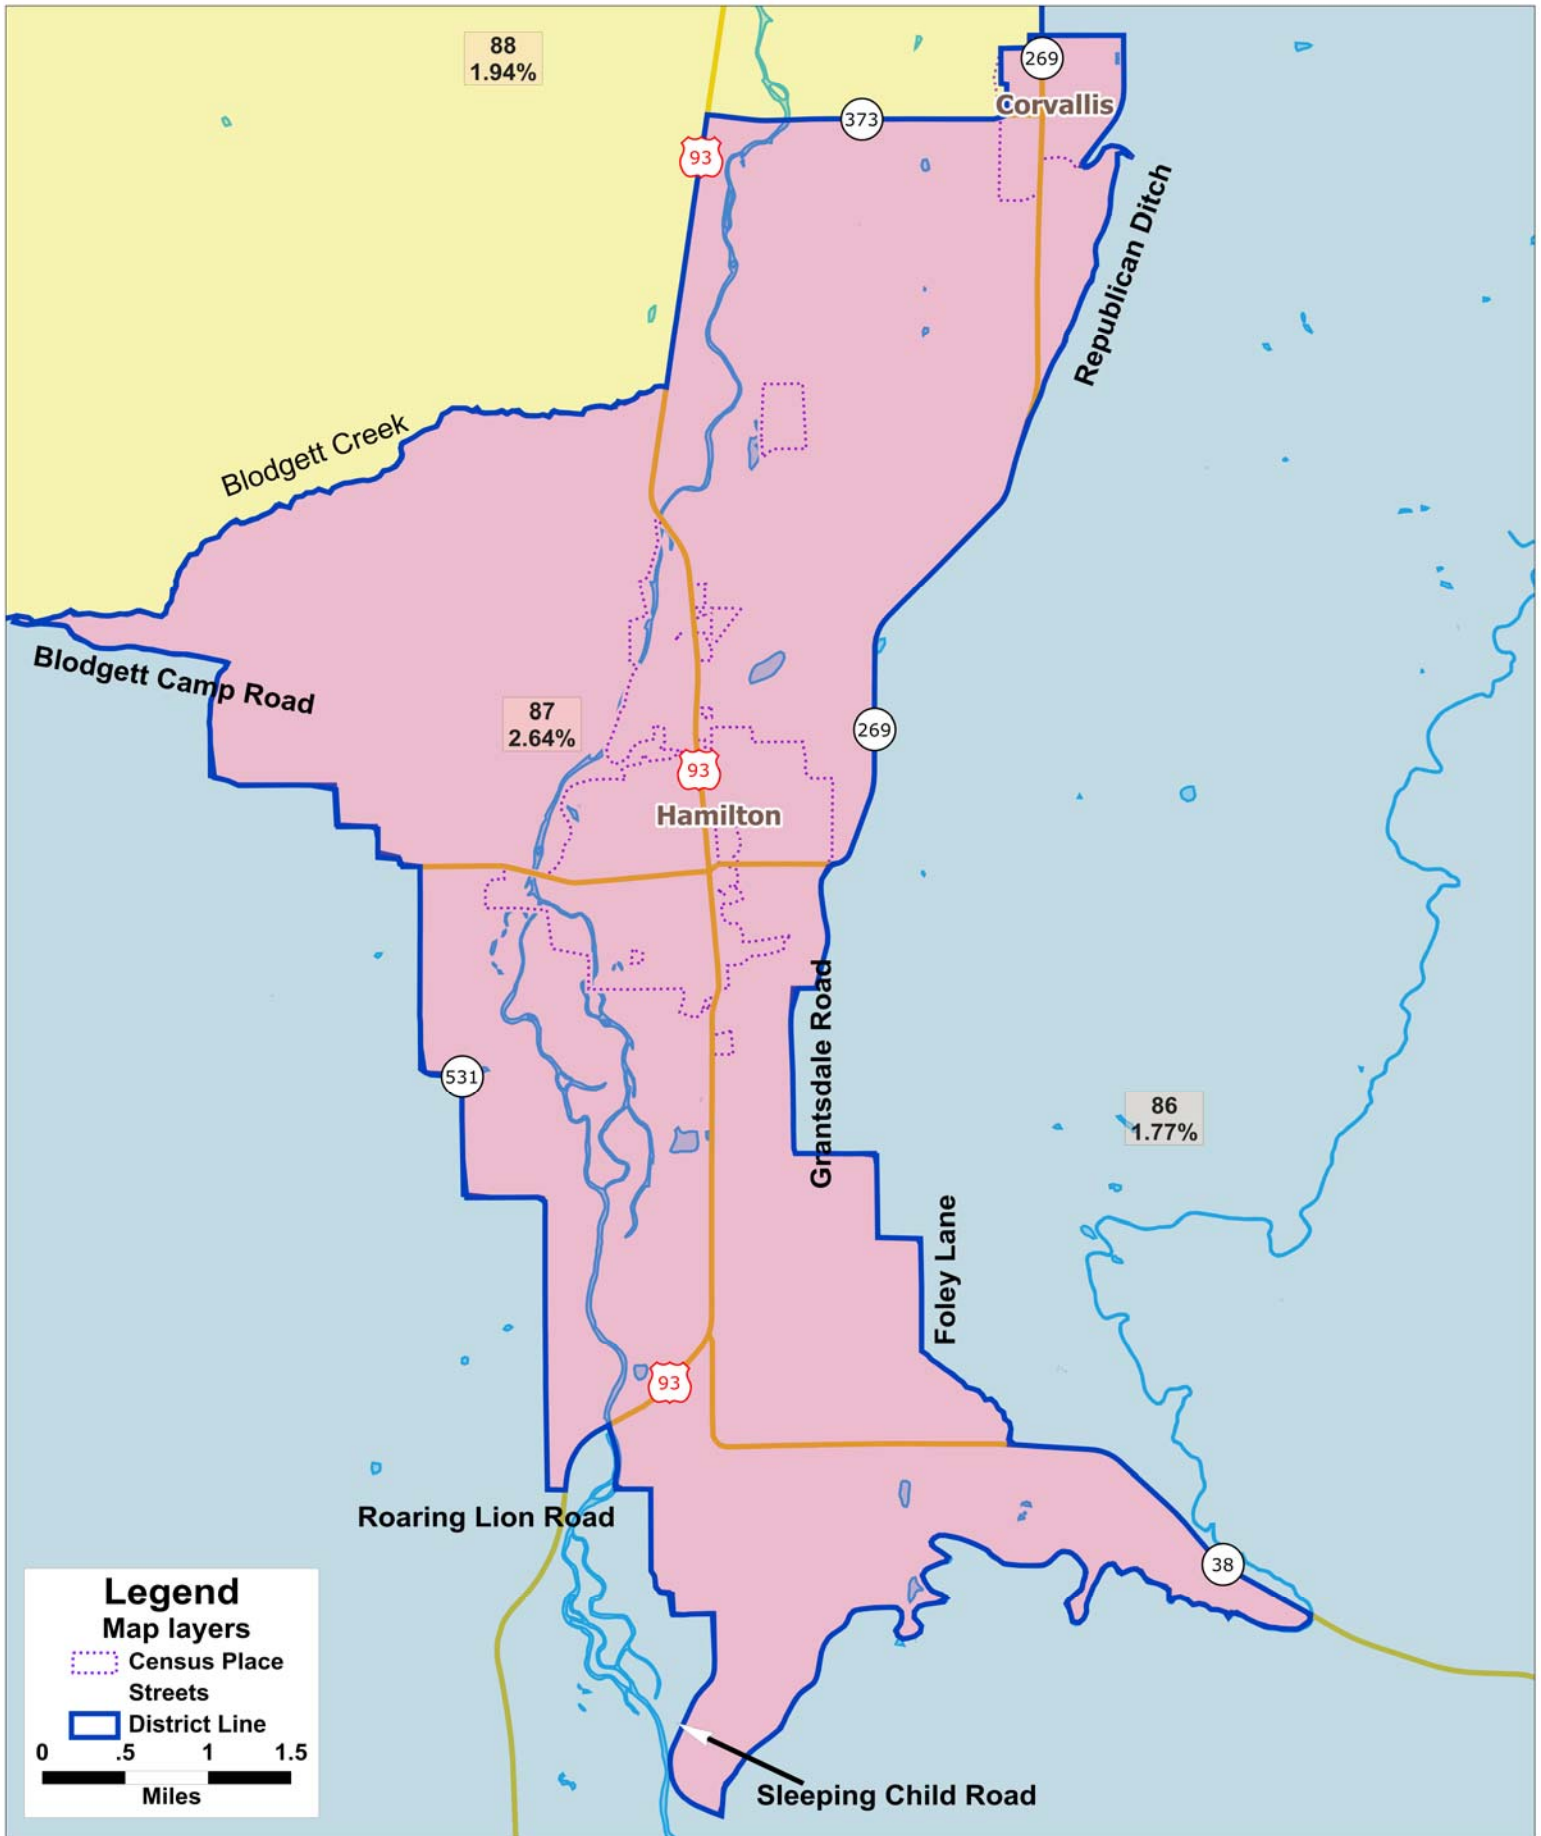 88
1.94%
269
Corvallis
373
93
Republican Ditch
Blodgett Creek
Blodgett Camp Road
87
2.64%
269
93
Hamilton
Grantsdale Road
531
86
1.77%
Foley Lane
93
Roaring Lion Road
38
Sleeping Child Road
Legend
Map layers
Census Place
Streets
District Line
0 .5 1 1.5
Miles